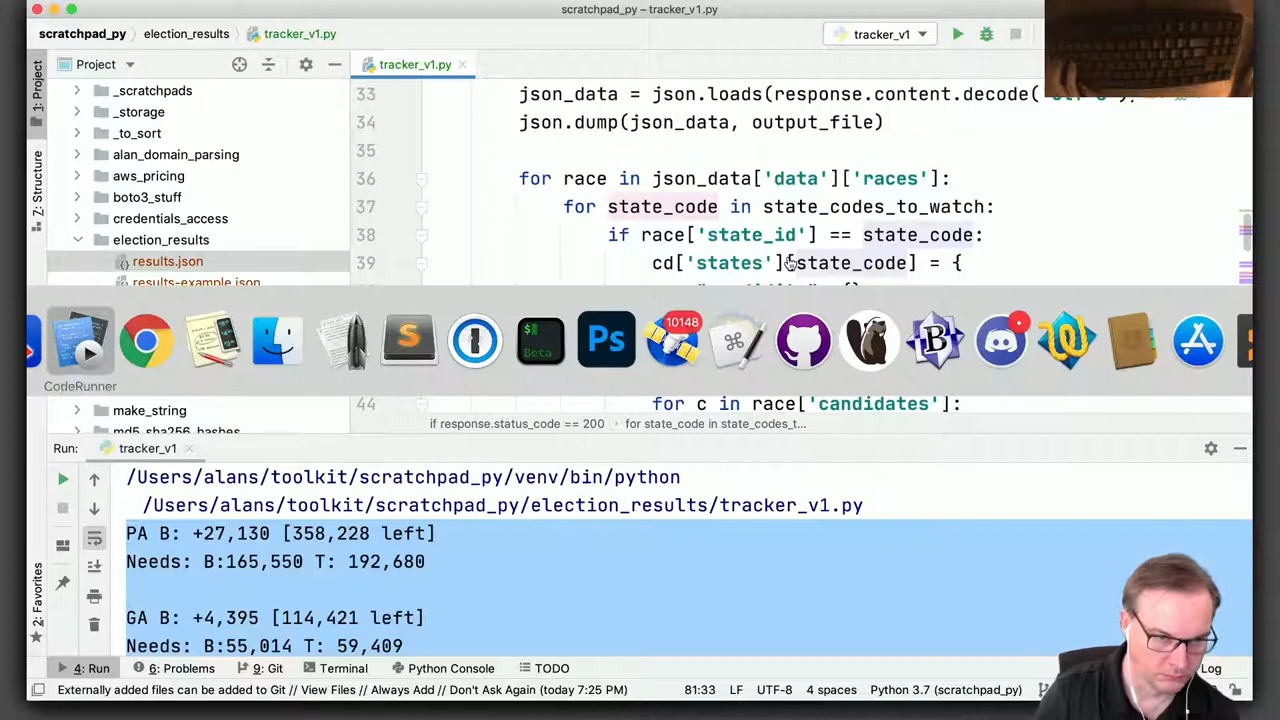 scratchpad_py – tracker_v1.py
scratchpad_py
election_results
tracker_v1.py
tracker_v1
1: Project
Project
tracker_v1.py
_scratchpads
_storage
_to_sort
alan_domain_parsing
aws_pricing
boto3_stuff
credentials_access
election_results
results.json
results-example.json
make_string
md5_sha256_hashes
Z: Structure
2: Favorites
33 json_data = json.loads(response.content.decode(
34 json.dump(json_data, output_file)
35
36 for race in json_data['data']['races']:
37 for state_code in state_codes_to_watch:
38 if race['state_id'] == state_code:
39 cd['states'][state_code] = {
10148
$
Beta
S
Ps
B
CodeRunner
44 for c in race['candidates']:
if response.status_code == 200 for state_code in state_codes_t...
Run: tracker_v1
/Users/alans/toolkit/scratchpad_py/venv/bin/python
/Users/alans/toolkit/scratchpad_py/election_results/tracker_v1.py
PA B: +27,130 [358,228 left]
Needs: B:165,550 T: 192,680
GA B: +4,395 [114,421 left]
Needs: B:55,014 T: 59,409
4: Run 6: Problems 9: Git Terminal Python Console TODO Log
Externally added files can be added to Git // View Files // Always Add // Don't Ask Again (today 7:25 PM) 81:33 LF UTF-8 4 spaces Python 3.7 (scratchpad_py)